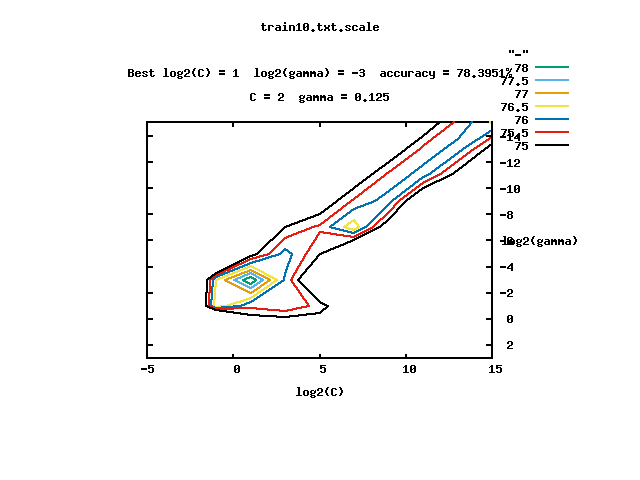 train10.txt.scale
"-"
Best log2(C) = 1 log2(gamma) = -3 accuracy = 78.3951%
78
77.5
77
C = 2 gamma = 0.125
76.5
76
75.5
75
-14
-12
-10
-8
-6
log2(gamma)
-4
-2
0
2
-5 0 5 10 15
log2(C)